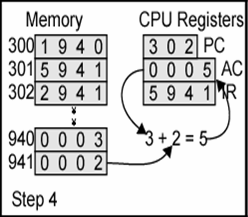 Memory CPU Registers
300 1 9 4 0 3 0 2 PC
301 5 9 4 1 0 0 0 5 AC
302 2 9 4 1 5 9 4 1 IR
940 0 0 0 3
941 0 0 0 2
3 + 2 = 5
Step 4